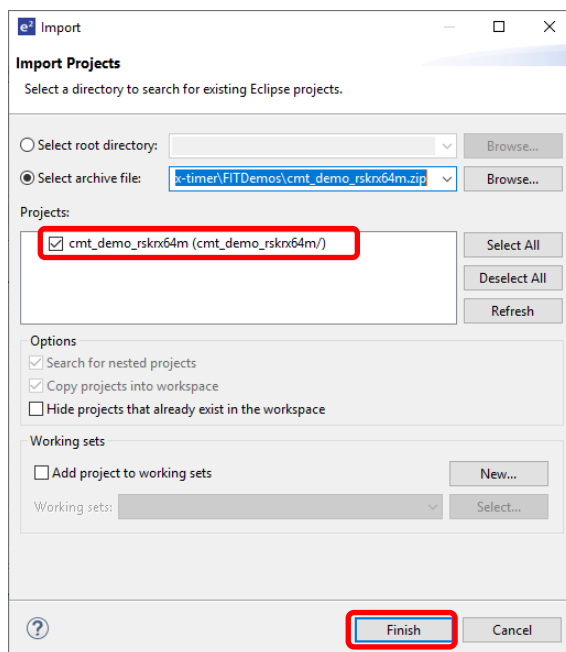 e² Import
Import Projects
Select a directory to search for existing Eclipse projects.
Select root directory:
Browse...
Select archive file:
x-timer\FITDemos\cmt_demo_rskrx64m.zip
Browse...
Projects:
cmt_demo_rskrx64m (cmt_demo_rskrx64m/)
Select All
Deselect All
Refresh
Options
Search for nested projects
Copy projects into workspace
Hide projects that already exist in the workspace
Working sets
Add project to working sets
New...
Working sets:
Select...
?
Finish
Cancel